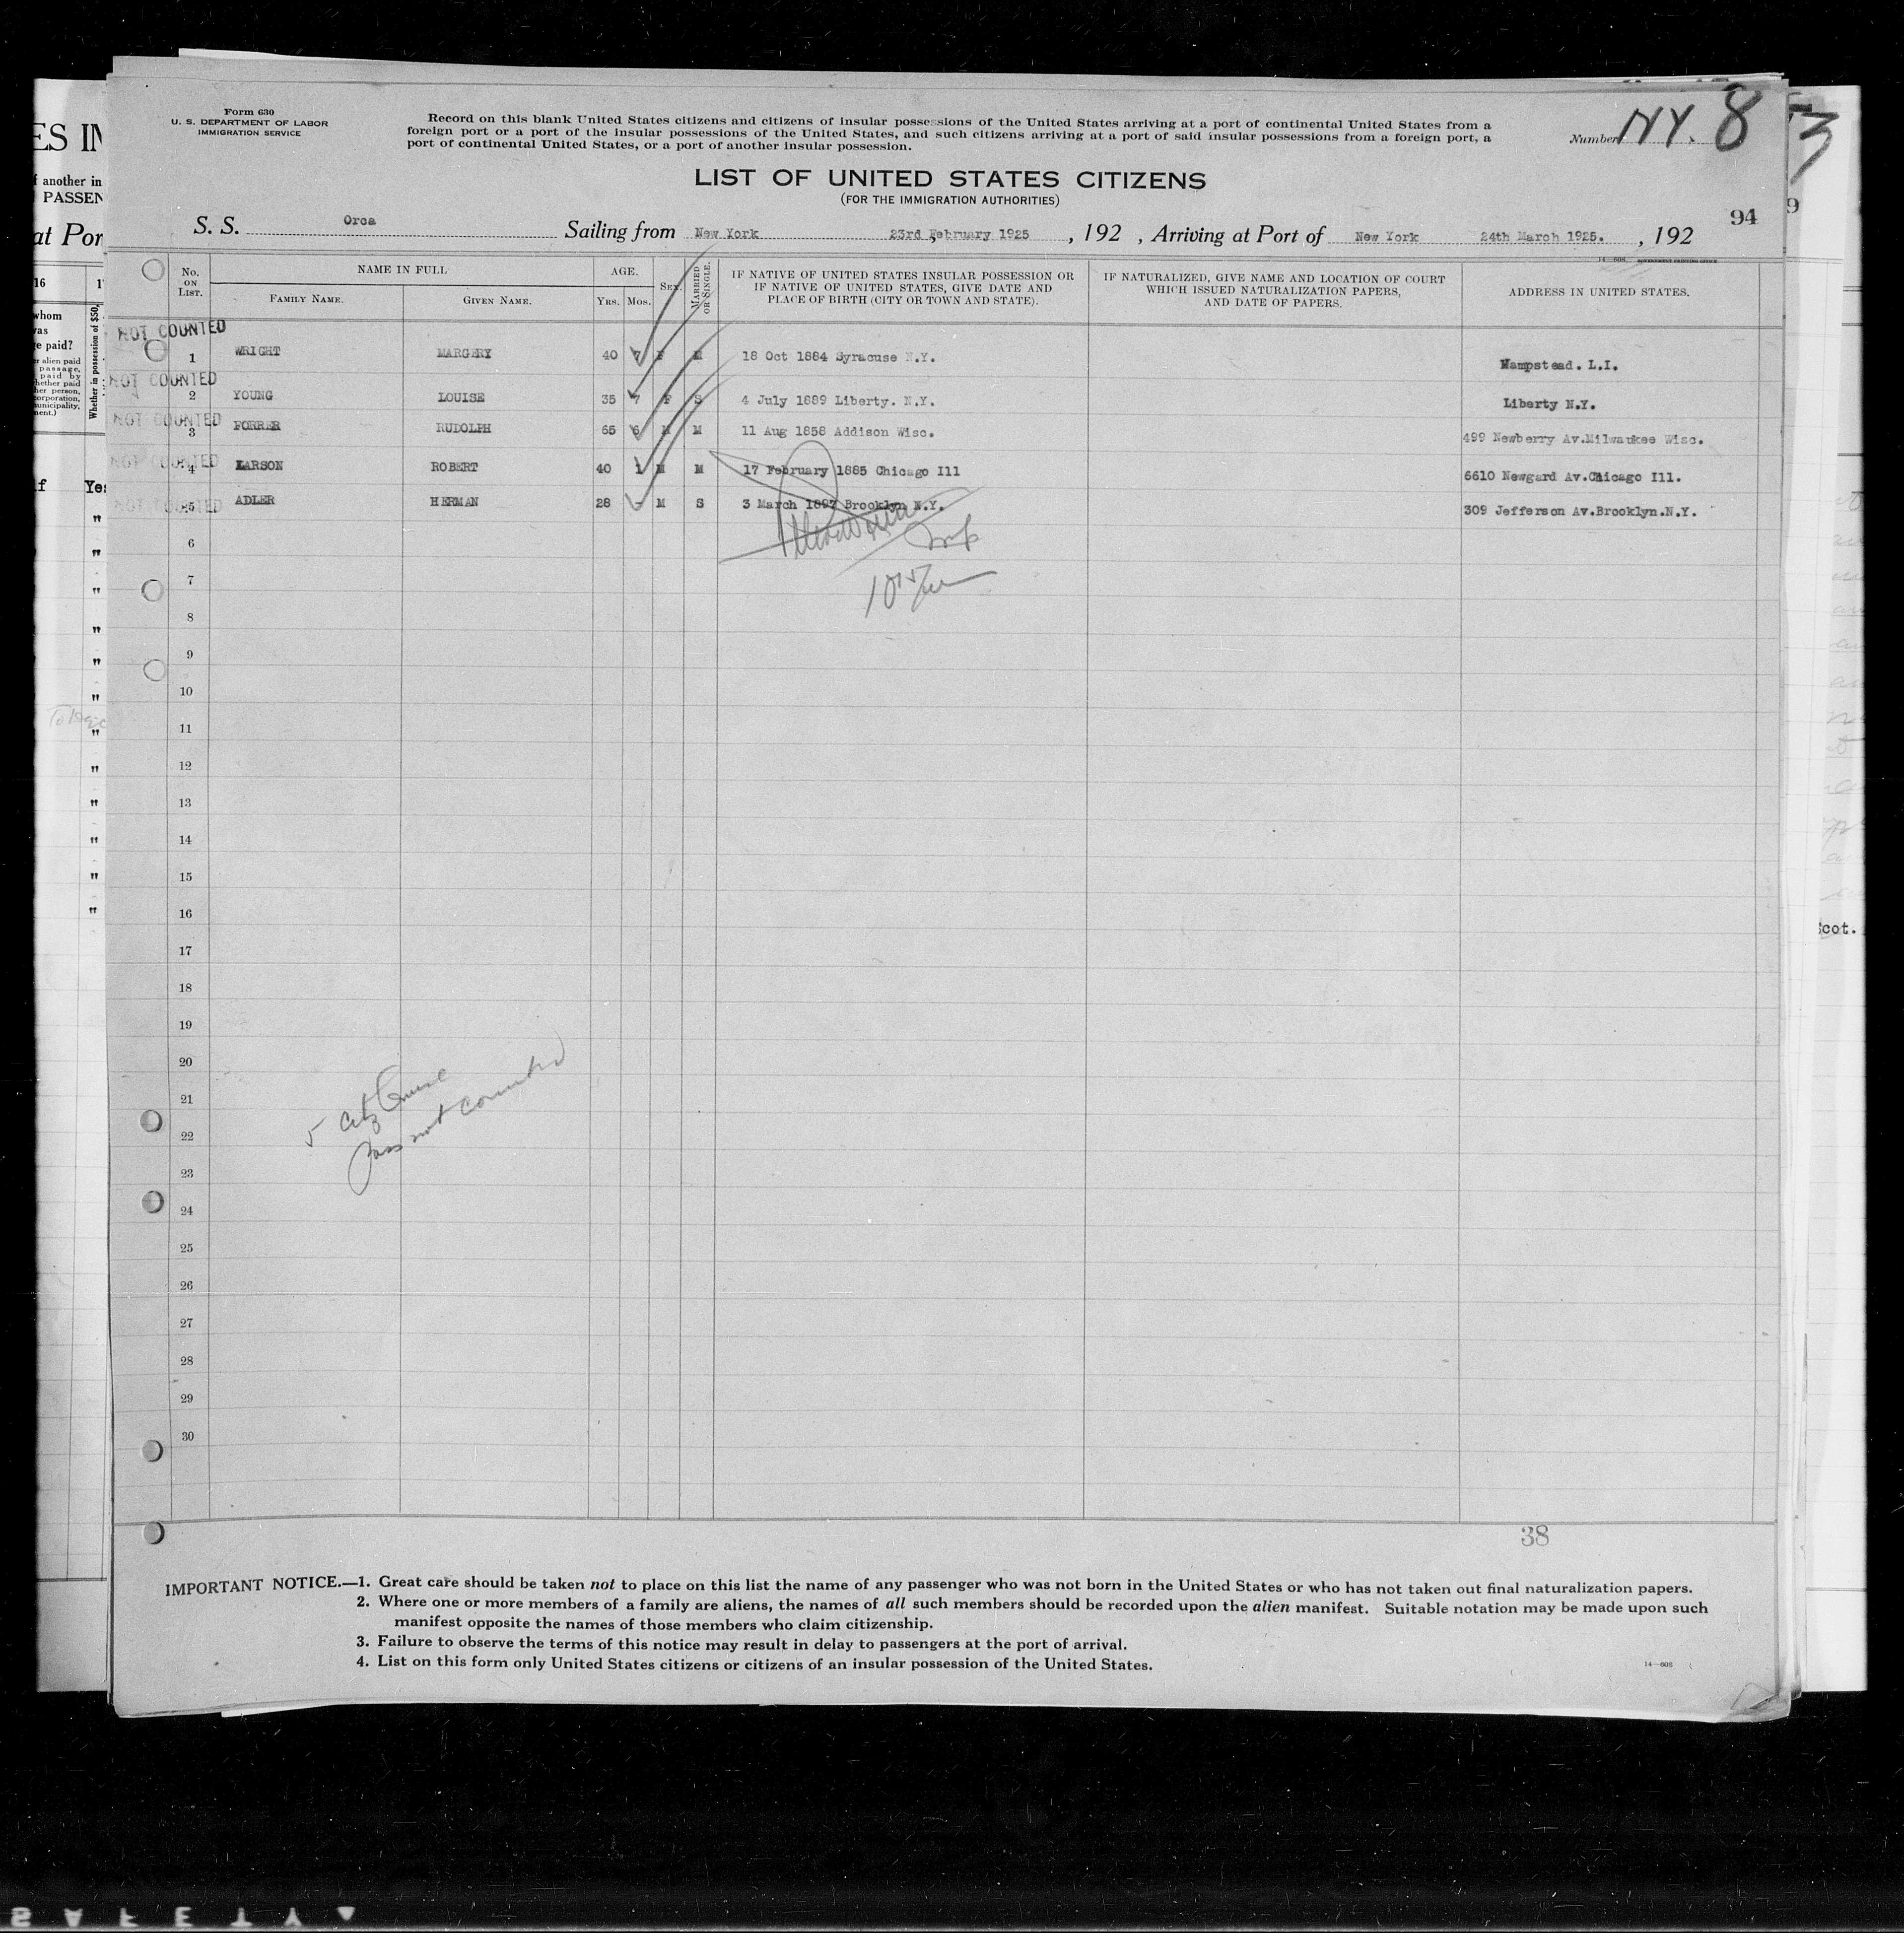 Form 630
U. S. DEPARTMENT OF LABOR
IMMIGRATION SERVICE
Record on this blank United States citizens and citizens of insular possessions of the United States arriving at a port of continental United States from a
foreign port or a port of the insular possessions of the United States, and such citizens arriving at a port of said insular possessions from a foreign port, a
port of continental United States, or a port of another insular possession.
Number NY. 8
LIST OF UNITED STATES CITIZENS
(FOR THE IMMIGRATION AUTHORITIES)
94
S. S. Orca Sailing from New York 23rd February 1925 , 192 , Arriving at Port of New York 24th March 1925. , 192
No. ON LIST. NAME IN FULL AGE. SEX. MARRIED OR SINGLE. IF NATIVE OF UNITED STATES INSULAR POSSESSION OR IF NATIVE OF UNITED STATES, GIVE DATE AND PLACE OF BIRTH (CITY OR TOWN AND STATE). IF NATURALIZED, GIVE NAME AND LOCATION OF COURT WHICH ISSUED NATURALIZATION PAPERS, AND DATE OF PAPERS. ADDRESS IN UNITED STATES.
FAMILY NAME. GIVEN NAME. YRS. MOS.
NOT COUNTED
1 WRIGHT MARGERY 40 7 F M 18 Oct 1884 Syracuse N.Y. Hampstead. L.I.
NOT COUNTED
2 YOUNG LOUISE 35 7 F S 4 July 1889 Liberty. N.Y. Liberty N.Y.
NOT COUNTED
3 FORRER RUDOLPH 65 6 M M 11 Aug 1858 Addison Wisc. 499 Newberry Av.Milwaukee Wisc.
NOT COUNTED
4 LARSON ROBERT 40 1 M M 17 February 1885 Chicago Ill 6610 Newgard Av.Chicago Ill.
NOT COUNTED
5 ADLER HERMAN 28 - M S 3 March 1897 Brooklyn N.Y. 309 Jefferson Av.Brooklyn.N.Y.
6
7
8
9
10
11
12
13
14
15
16
17
18
19
20
21
22
23
24
25
26
27
28
29
30
5 Citz Cruise
Pass not counted
38
IMPORTANT NOTICE.—1. Great care should be taken not to place on this list the name of any passenger who was not born in the United States or who has not taken out final naturalization papers.
2. Where one or more members of a family are aliens, the names of all such members should be recorded upon the alien manifest. Suitable notation may be made upon such
manifest opposite the names of those members who claim citizenship.
3. Failure to observe the terms of this notice may result in delay to passengers at the port of arrival.
4. List on this form only United States citizens or citizens of an insular possession of the United States.
14—608
SAFETY